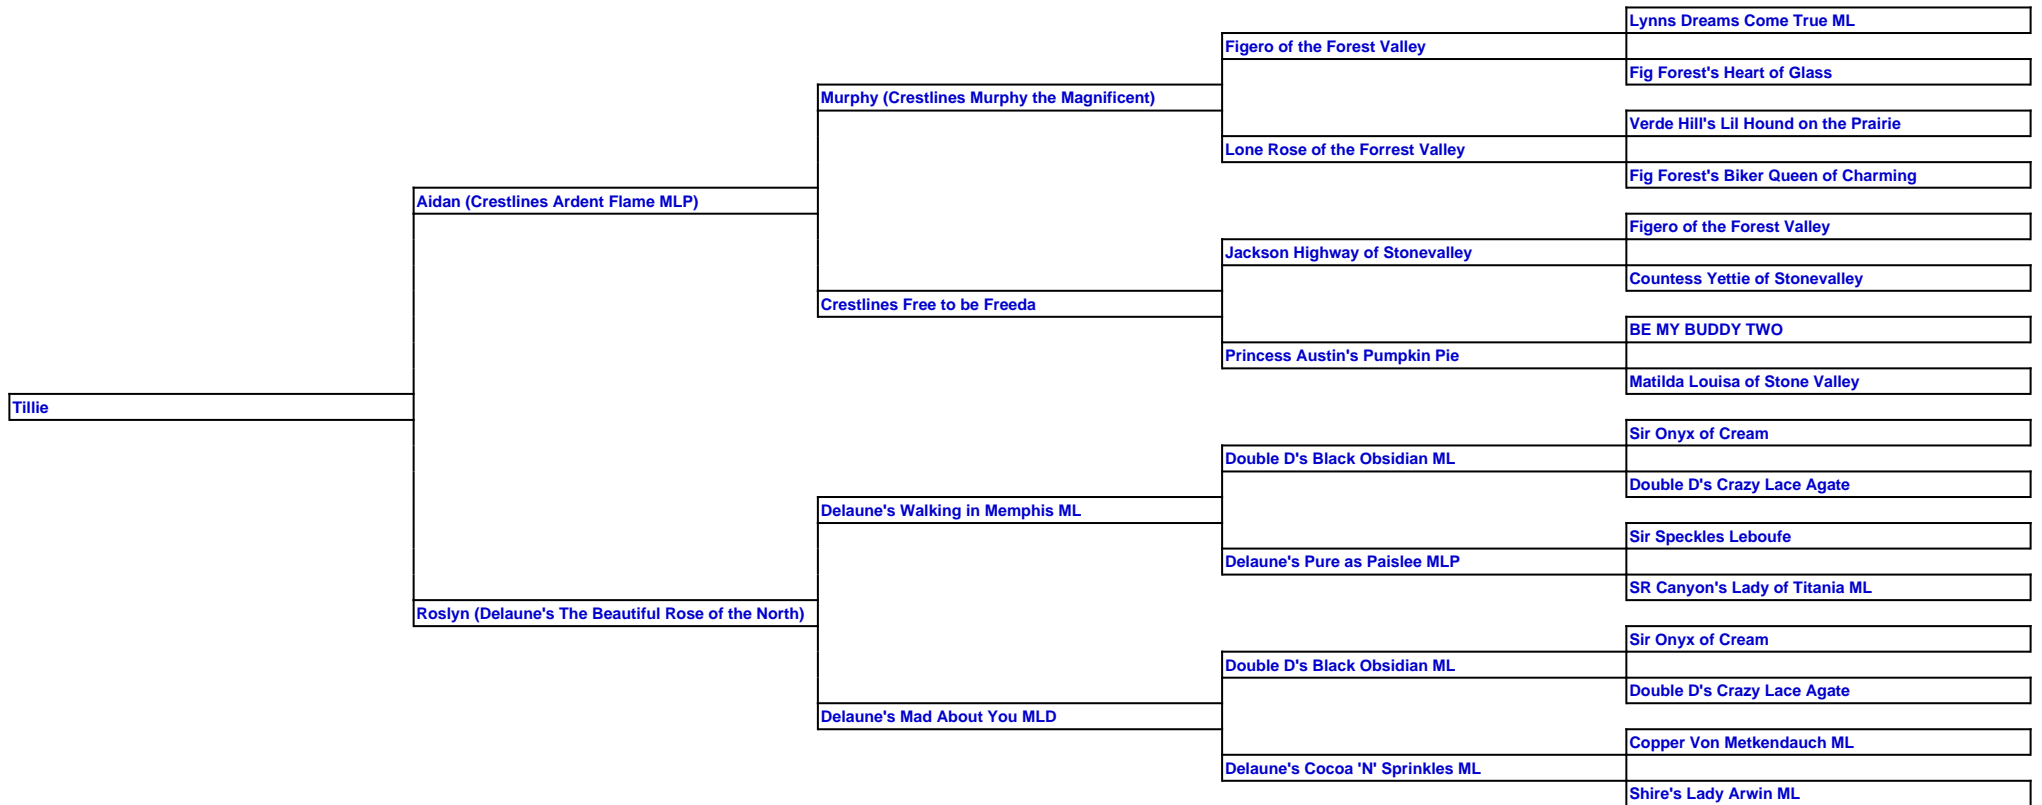 Lynns Dreams Come True ML
Figero of the Forest Valley
Fig Forest's Heart of Glass
Murphy (Crestlines Murphy the Magnificent)
Verde Hill's Lil Hound on the Prairie
Lone Rose of the Forrest Valley
Fig Forest's Biker Queen of Charming
Aidan (Crestlines Ardent Flame MLP)
Figero of the Forest Valley
Jackson Highway of Stonevalley
Countess Yettie of Stonevalley
Crestlines Free to be Freeda
BE MY BUDDY TWO
Princess Austin's Pumpkin Pie
Matilda Louisa of Stone Valley
Tillie
Sir Onyx of Cream
Double D's Black Obsidian ML
Double D's Crazy Lace Agate
Delaune's Walking in Memphis ML
Sir Speckles Leboufe
Delaune's Pure as Paislee MLP
SR Canyon's Lady of Titania ML
Roslyn (Delaune's The Beautiful Rose of the North)
Sir Onyx of Cream
Double D's Black Obsidian ML
Double D's Crazy Lace Agate
Delaune's Mad About You MLD
Copper Von Metkendauch ML
Delaune's Cocoa 'N' Sprinkles ML
Shire's Lady Arwin ML